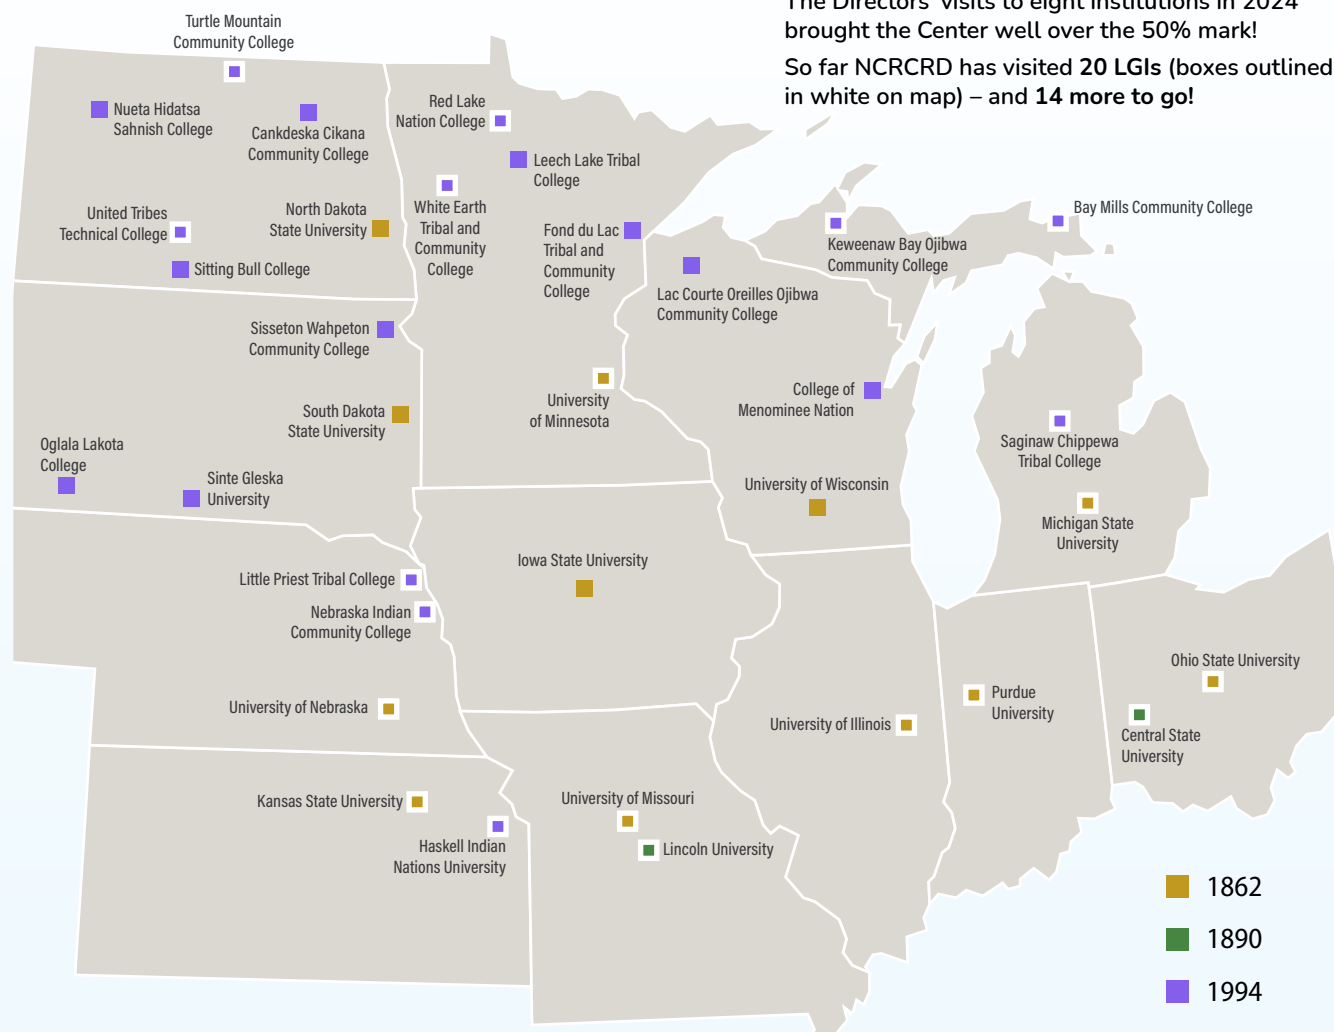 The Directors' visits to eight institutions in 2024
brought the Center well over the 50% mark!
So far NCRCRD has visited 20 LGIs (boxes outlined
in white on map) – and 14 more to go!
Turtle Mountain
Community College
Nueta Hidatsa
Sahnish College
Cankdeska Cikana
Community College
United Tribes
Technical College
North Dakota
State University
Sitting Bull College
Red Lake
Nation College
Leech Lake Tribal
College
White Earth
Tribal and
Community
College
Fond du Lac
Tribal and
Community
College
Lac Courte Oreilles Ojibwa
Community College
Keweenaw Bay Ojibwa
Community College
Bay Mills Community College
Sisseton Wahpeton
Community College
South Dakota
State University
Oglala Lakota
College
Sinte Gleska
University
University
of Minnesota
College of
Menominee Nation
University of Wisconsin
Saginaw Chippewa
Tribal College
Michigan State
University
Little Priest Tribal College
Nebraska Indian
Community College
University of Nebraska
Iowa State University
Kansas State University
Haskell Indian
Nations University
University of Missouri
Lincoln University
University of Illinois
Purdue
University
Ohio State University
Central State
University
1862
1890
1994